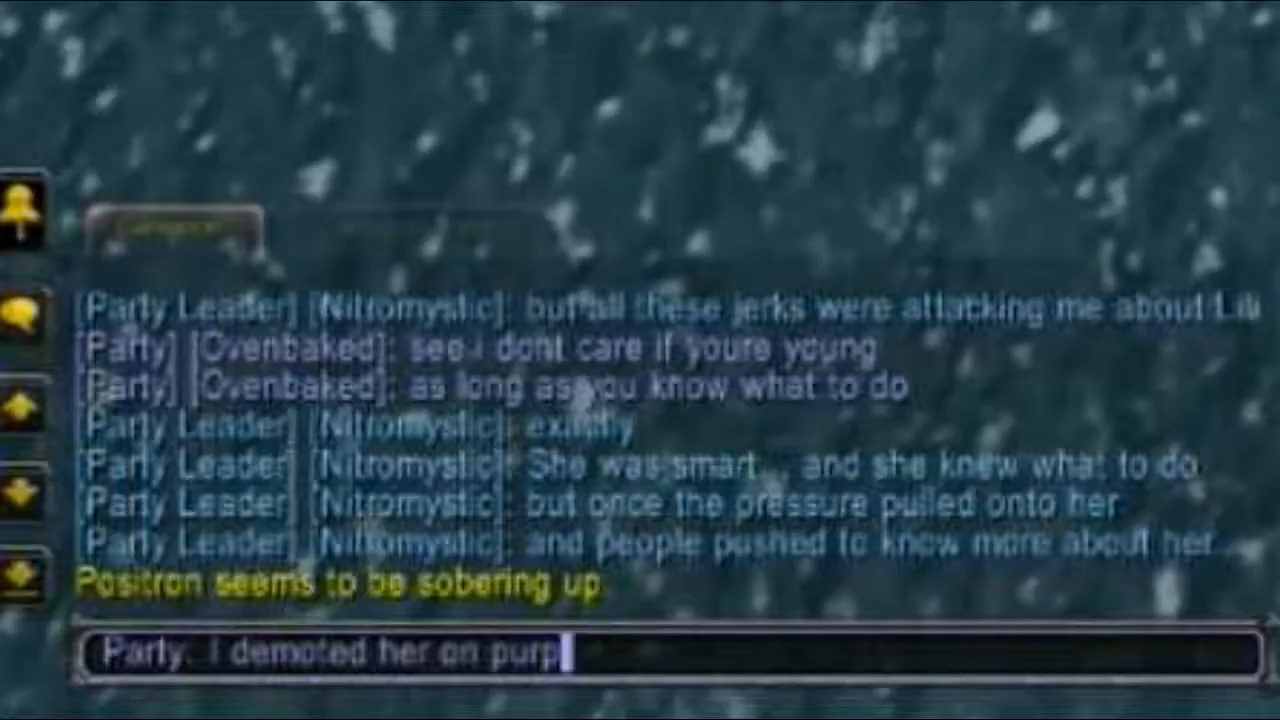 [Party Leader] [Nitromystic]: but all these jerks were attacking me about Lili
[Party] [Ovenbaked]: see i dont care if youre young
[Party] [Ovenbaked]: as long as you know what to do
[Party Leader] [Nitromystic]: exactly
[Party Leader] [Nitromystic]: She was smart... and she knew what to do
[Party Leader] [Nitromystic]: but once the pressure pulled onto her
[Party Leader] [Nitromystic]: and people pushed to know more about her
Positron seems to be sobering up.
Party: I demoted her on purp